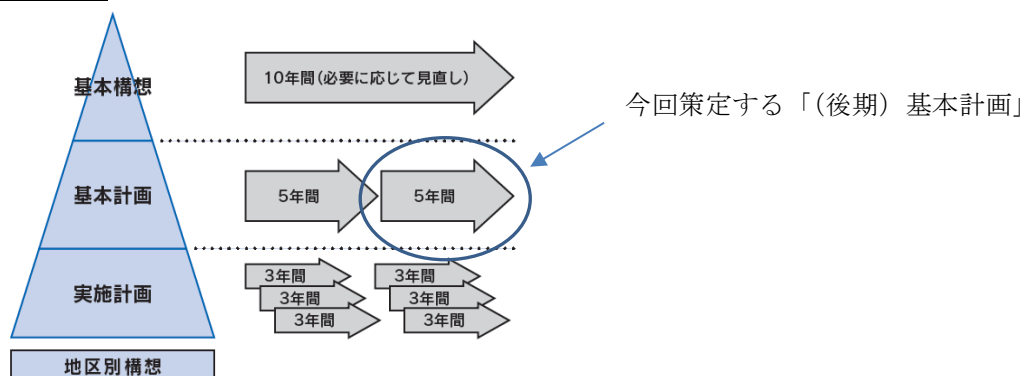 基本構想
10年間(必要に応じて見直し)
今回策定する「(後期) 基本計画」
基本計画
5年間
5年間
実施計画
3年間
3年間
3年間
3年間
3年間
3年間
地区別構想